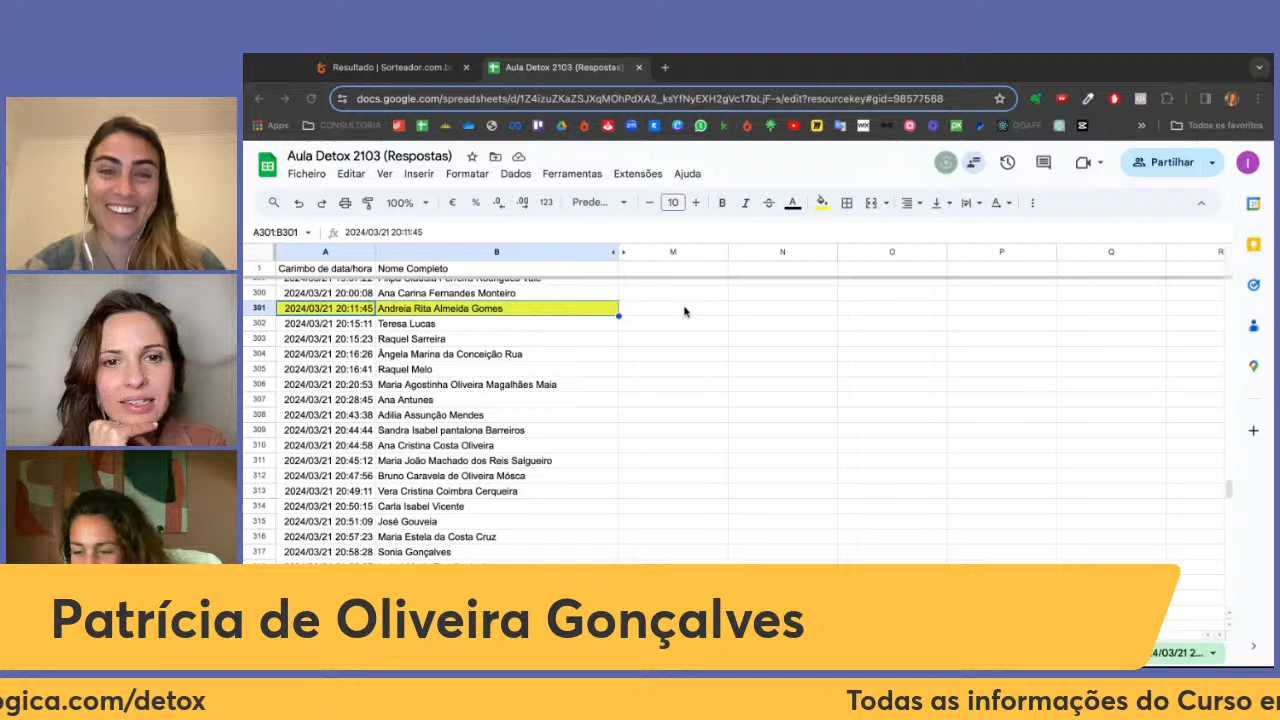 Resultado | Sorteador.com.b
Aula Detox 2103 (Respostas)
docs.google.com/spreadsheets/d/1Z4izuZKaZSJXqMOhPdXA2_ksYfNyEXH2gVc17bLjF-s/edit?resourcekey#gid=98577568
Apps
CONSULTORIA
DOAFF
Todos os favoritos
Aula Detox 2103 (Respostas)
Ficheiro Editar Ver Inserir Formatar Dados Ferramentas Extensões Ajuda
Partilhar
I
100% € % .0 .00 123 Prede... 10 B I A
A301:B301 fx 2024/03/21 20:11:45
A B M N O P Q R
1 Carimbo de data/hora Nome Completo
300 2024/03/21 20:00:08 Ana Carina Fernandes Monteiro
301 2024/03/21 20:11:45 Andreia Rita Almeida Gomes
302 2024/03/21 20:15:11 Teresa Lucas
303 2024/03/21 20:15:23 Raquel Sarreira
304 2024/03/21 20:16:26 Ângela Marina da Conceição Rua
305 2024/03/21 20:16:41 Raquel Melo
306 2024/03/21 20:20:53 Maria Agostinha Oliveira Magalhães Maia
307 2024/03/21 20:28:45 Ana Antunes
308 2024/03/21 20:43:38 Adilia Assunção Mendes
309 2024/03/21 20:44:44 Sandra Isabel pantalona Barreiros
310 2024/03/21 20:44:58 Ana Cristina Costa Oliveira
311 2024/03/21 20:45:12 Maria João Machado dos Reis Salgueiro
312 2024/03/21 20:47:56 Bruno Caravela de Oliveira Mósca
313 2024/03/21 20:49:11 Vera Cristina Coimbra Cerqueira
314 2024/03/21 20:50:15 Carla Isabel Vicente
315 2024/03/21 20:51:09 José Gouveia
316 2024/03/21 20:57:23 Maria Estela da Costa Cruz
317 2024/03/21 20:58:28 Sonia Gonçalves
Patrícia de Oliveira Gonçalves
4/03/21 2...
ogica.com/detox
Todas as informações do Curso e